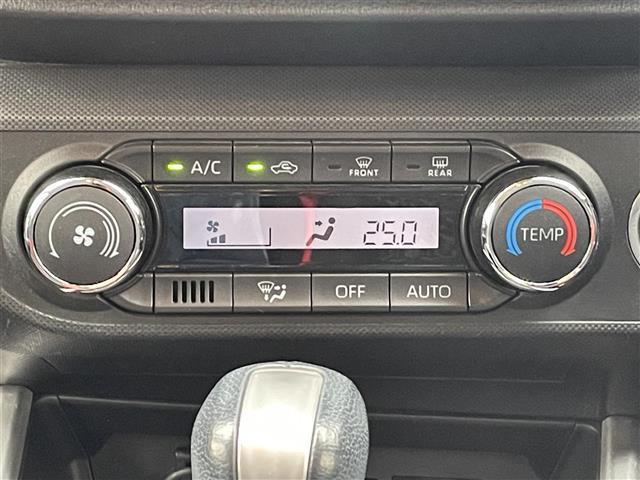 A/C
FRONT
REAR
25.0
TEMP
OFF
AUTO